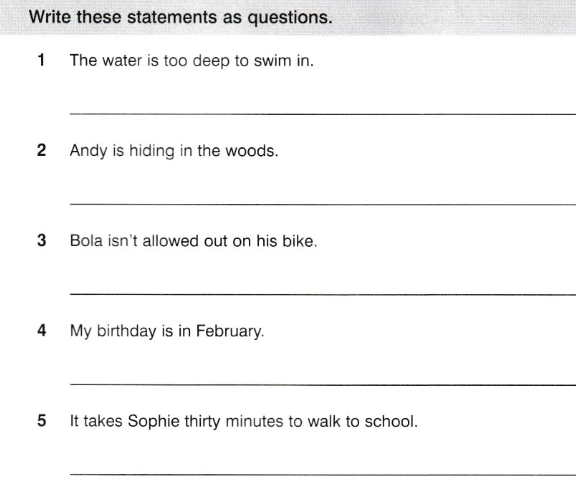 Write these statements as questions.
1 The water is too deep to swim in.
2 Andy is hiding in the woods.
3 Bola isn't allowed out on his bike.
4 My birthday is in February.
5 It takes Sophie thirty minutes to walk to school.